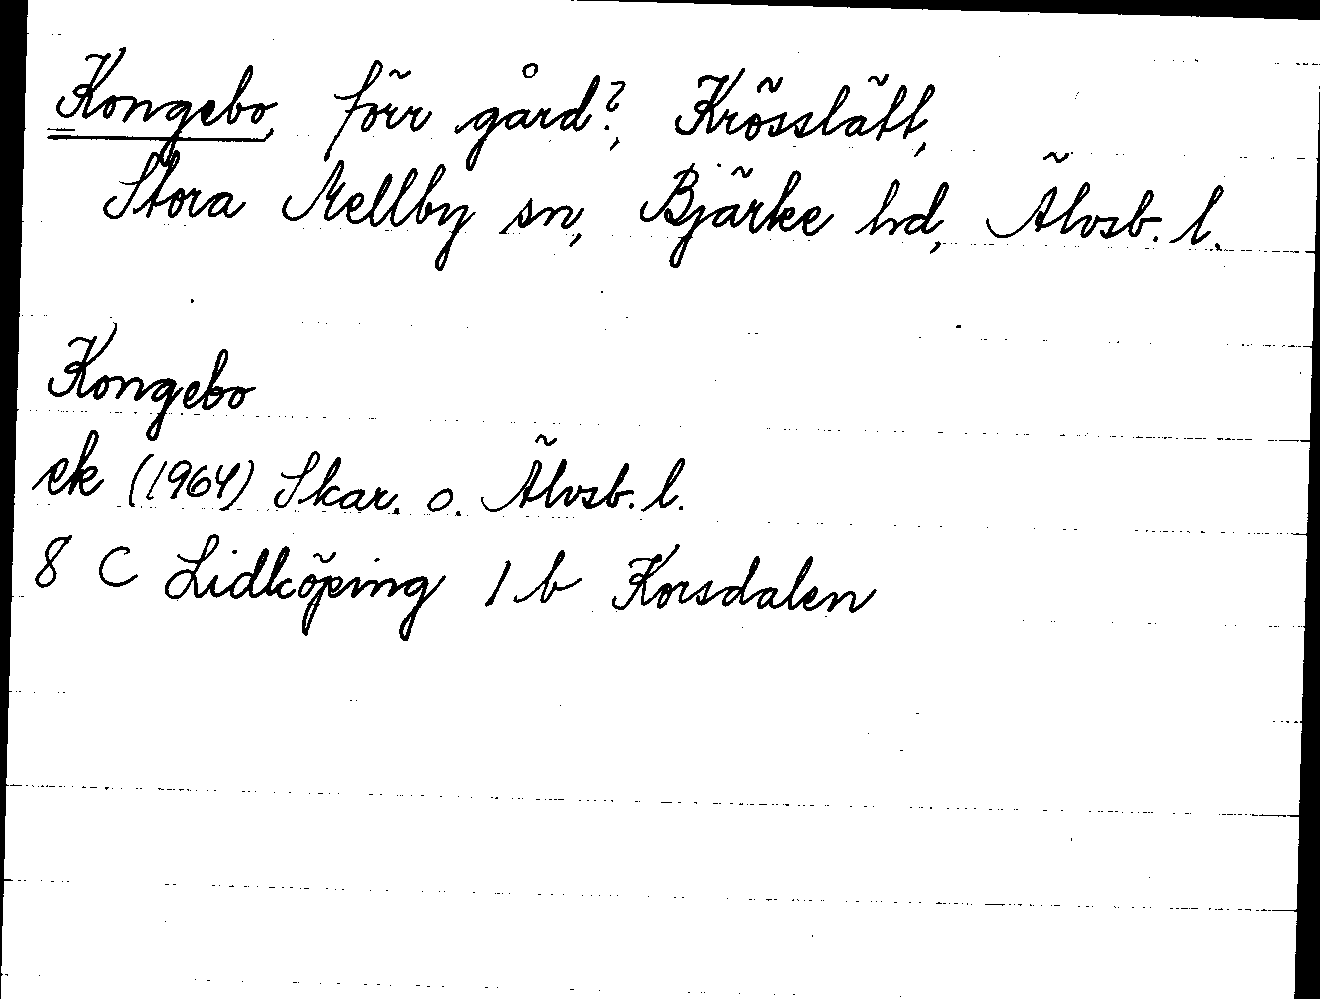 Kongebo, förr gård?, Krösslätt,
Stora Mellby sn, Bjärke hd, Älvsb. l.
Kongebo
ek (1964) Skar. o. Älvsb. l.
8 C Lidköping 1 b Korsdalen